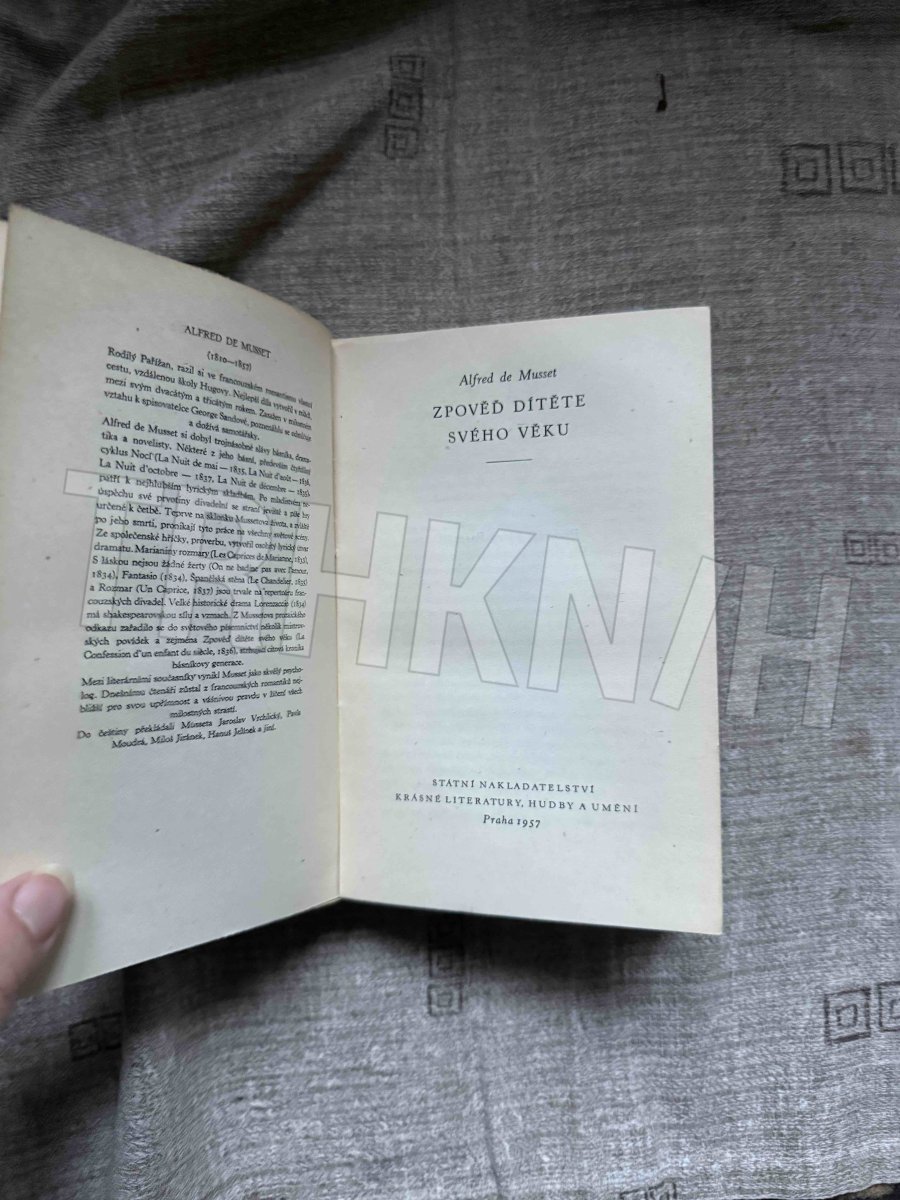 ALFRED DE MUSSET
(1810—1857)
Rodilý Pařížan, razil si ve francouzském romantismu vlastní
cestu, vzdálenou školy Hugovy. Nejlepší díla vytvořil v mládí,
mezi svým dvacátým a třicátým rokem. Zasažen v milostném
vztahu k spisovatelce George Sandové, poznenáhlu se odmlčuje
a dožívá samotářsky.
Alfred de Musset si dobyl trojnásobné slávy básníka, drama-
tika a novelisty. Některé z jeho básní, především čtyřdílný
cyklus Nocí (La Nuit de mai — 1835, La Nuit d'août — 1836,
La Nuit d'octobre — 1837, La Nuit de décembre — 1835),
patří k nejhlubším lyrickým skladbám. Po mladistvém ne-
úspěchu své prvotiny divadelní se straní jeviště a píše hry
určené k četbě. Teprve na sklonku Mussetova života, a zvláště
po jeho smrti, pronikají tyto práce na všechny světové scény.
Ze společenské hříčky, proverbu, vytvořil osobitý lyrický útvar
dramatu. Marianiny rozmary (Les Caprices de Marianne, 1833),
S láskou nejsou žádné žerty (On ne badine pas avec l'amour,
1834), Fantasio (1834), Španělská stěna (Le Chandelier, 1835)
a Rozmar (Un Caprice, 1837) jsou trvale na repertoáru fran-
couzských divadel. Velké historické drama Lorenzaccio (1834)
má shakespearovskou sílu a vzmach. Z Mussetova prozaického
odkazu zařadilo se do světového písemnictví několik mistrov-
ských povídek a zejména Zpověď dítěte svého věku (La
Confession d'un enfant du siècle, 1836), strhující citová kronika
básníkovy generace.
Mezi literárními současníky vynikl Musset jako skvělý psycho-
log. Dnešnímu čtenáři zůstal z francouzských romantiků nej-
bližší pro svou upřímnost a vášnivou pravdu v líčení všech
milostných strastí.
Do češtiny překládali Musseta Jaroslav Vrchlický, Pavla
Moudrá, Miloš Jiránek, Hanuš Jelínek a jiní.
Alfred de Musset
ZPOVĚĎ DÍTĚTE
SVÉHO VĚKU
STÁTNÍ NAKLADATELSTVÍ
KRÁSNÉ LITERATURY, HUDBY A UMĚNÍ
Praha 1957